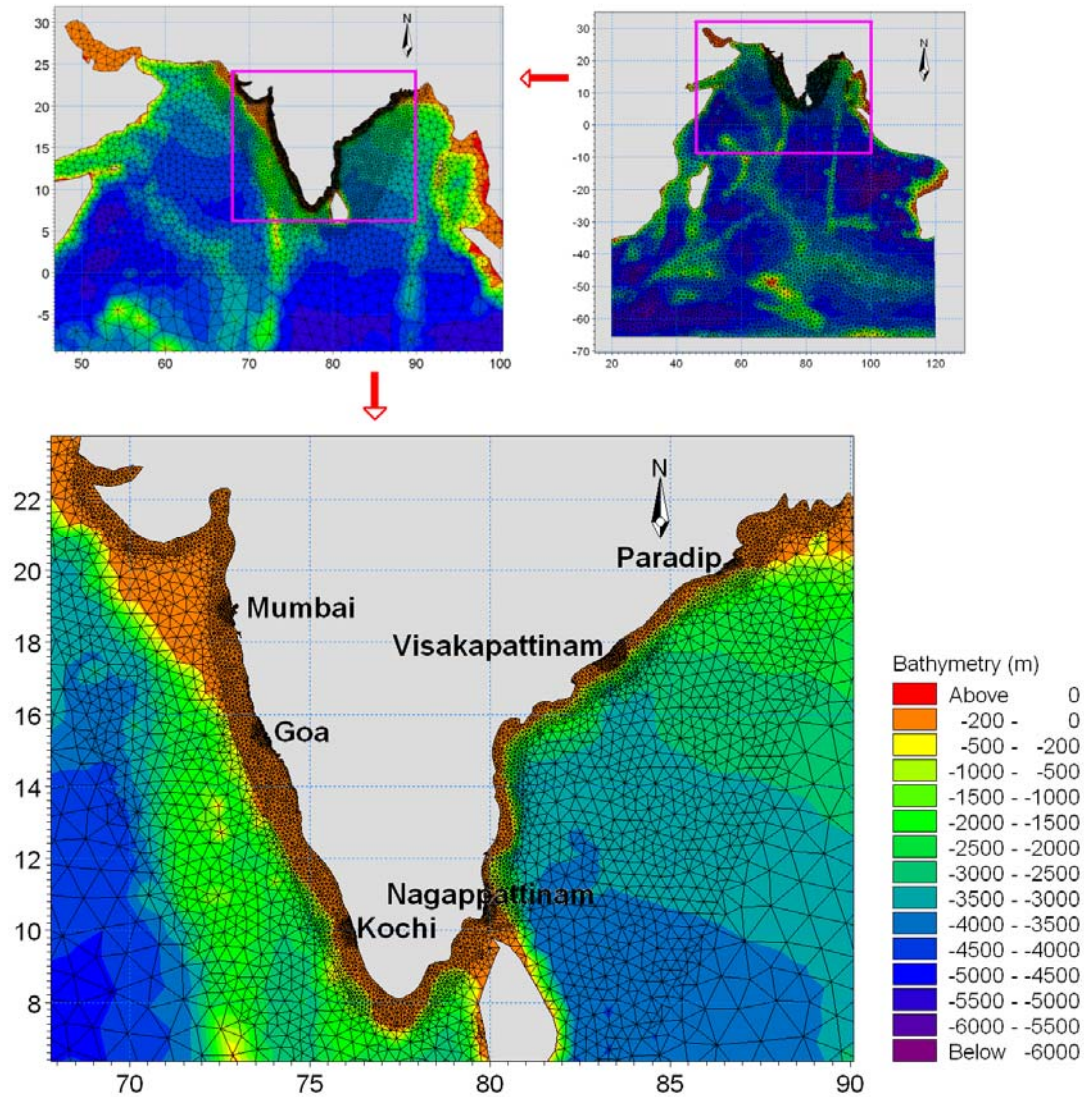 N
30
25
20
15
10
5
0
-5
50 60 70 80 90 100
N
30
20
10
0
-10
-20
-30
-40
-50
-60
-70
20 40 60 80 100 120
N
22
20
18
16
14
12
10
8
70 75 80 85 90
Paradip
Mumbai
Visakapattinam
Goa
Nagappattinam
Kochi
Bathymetry (m)
Above 0
-200 - 0
-500 - -200
-1000 - -500
-1500 - -1000
-2000 - -1500
-2500 - -2000
-3000 - -2500
-3500 - -3000
-4000 - -3500
-4500 - -4000
-5000 - -4500
-5500 - -5000
-6000 - -5500
Below -6000